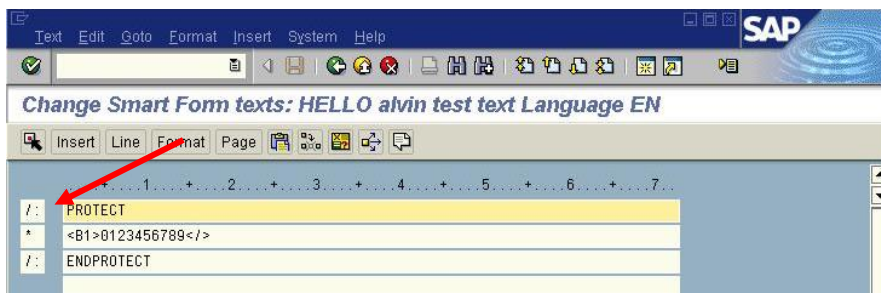 Text Edit Goto Format Insert System Help
SAP
Change Smart Form texts: HELLO alvin test text Language EN
Insert Line Format Page
....+....1....+....2....+....3....+....4....+....5....+....6....+....7..
/: PROTECT
* <B1>0123456789</>
/: ENDPROTECT